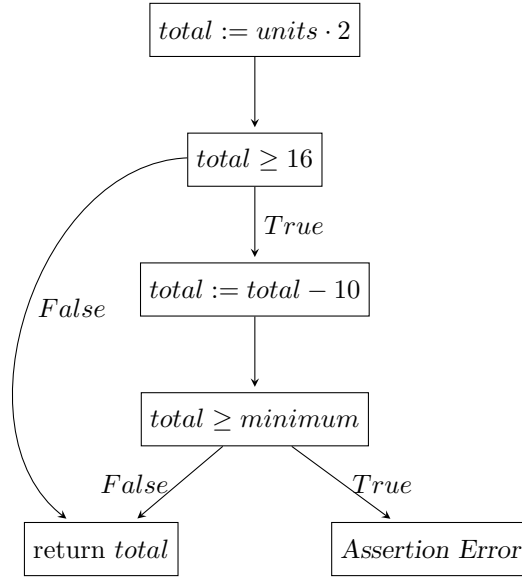 total := units · 2
total ≥ 16
True
total := total − 10
False
total ≥ minimum
False
True
return total
Assertion Error